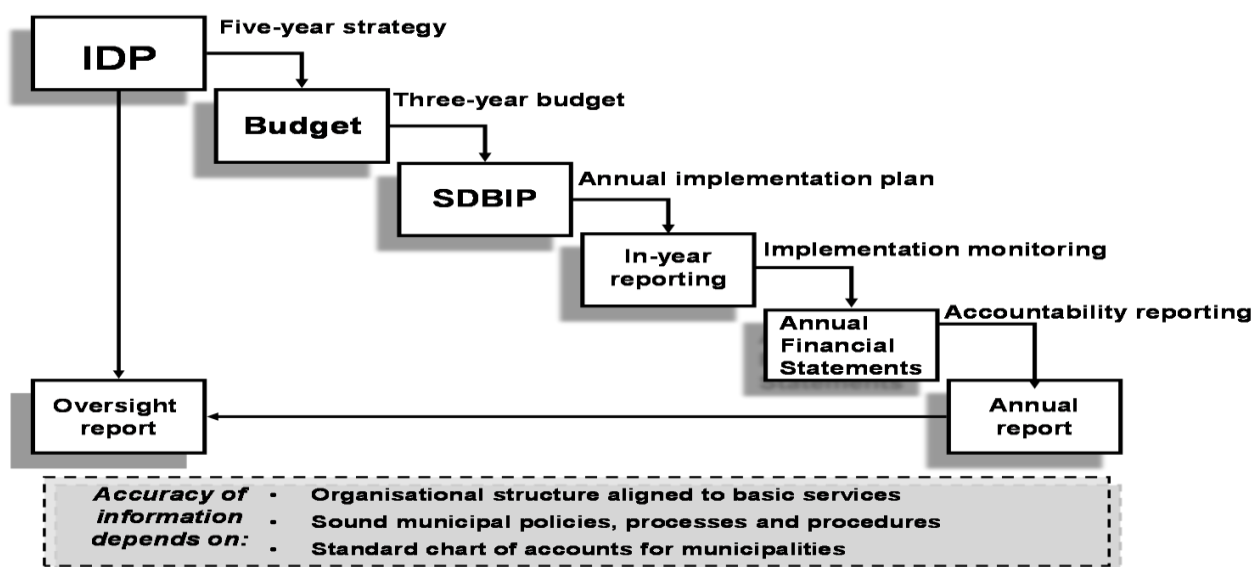 IDP
Five-year strategy
Budget
Three-year budget
SDBIP
Annual implementation plan
In-year
reporting
Implementation monitoring
Annual
Financial
Statements
Accountability reporting
Oversight
report
Annual
report
Accuracy of
information
depends on:
• Organisational structure aligned to basic services
• Sound municipal policies, processes and procedures
• Standard chart of accounts for municipalities